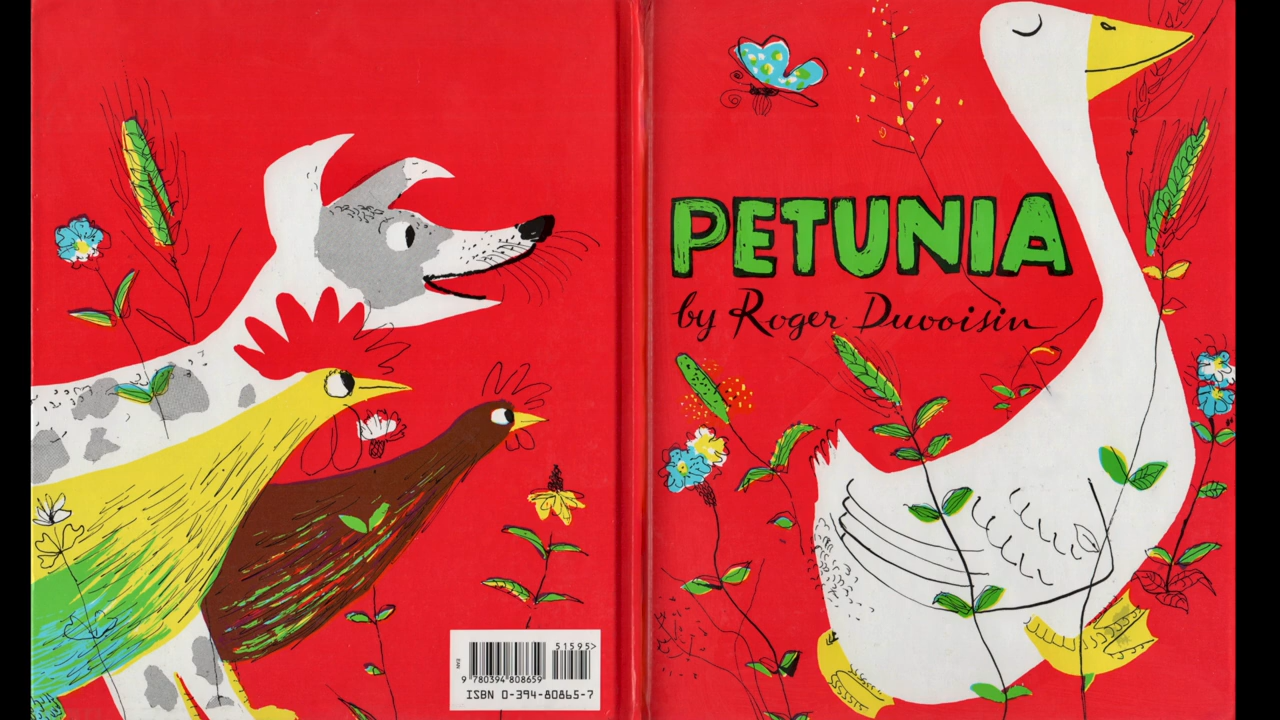 PETUNIA
by Roger Duvoisin
51595>
9 780394 808659
ISBN 0-394-80865-7